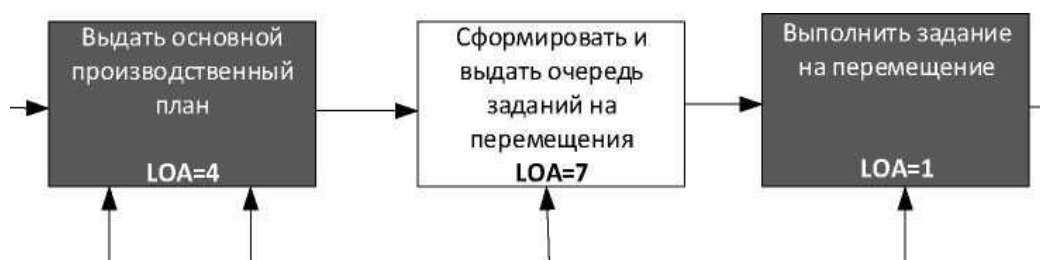 Выдать основной
производственный
план
LOA=4
Сформировать и
выдать очередь
заданий на
перемещения
LOA=7
Выполнить задание
на перемещение
LOA=1